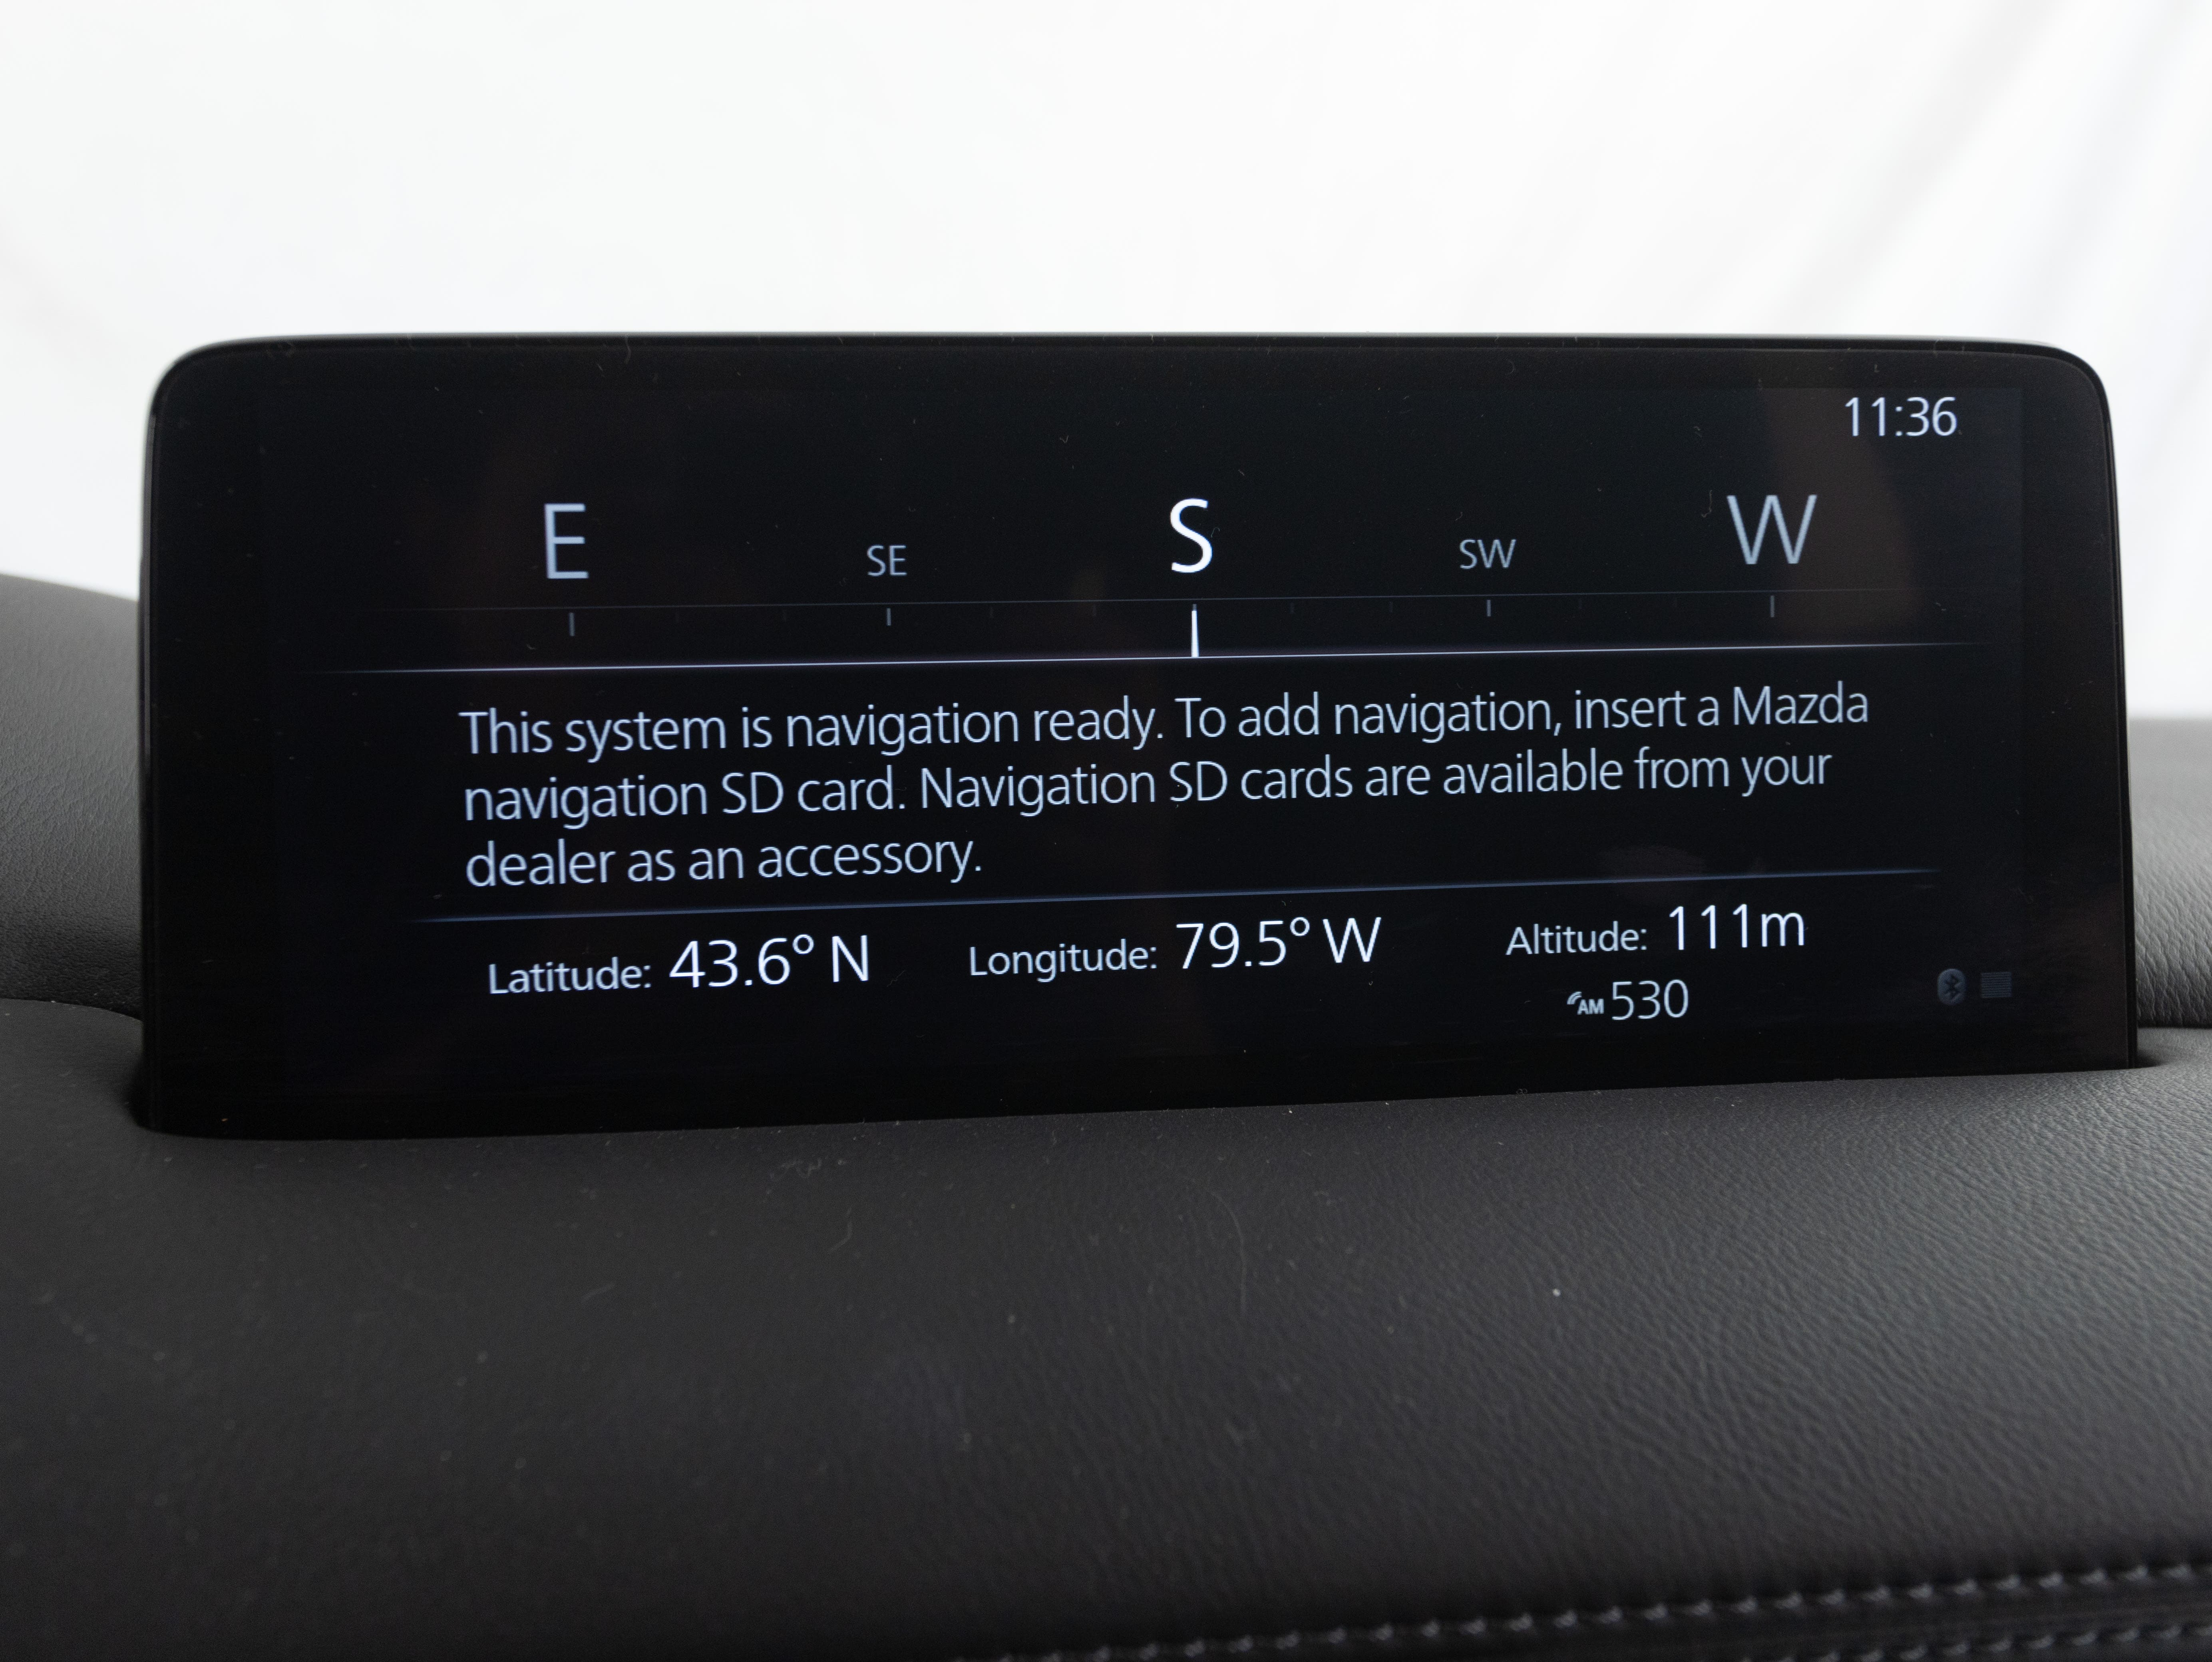 11:36
E SE S SW W
This system is navigation ready. To add navigation, insert a Mazda
navigation SD card. Navigation SD cards are available from your
dealer as an accessory.
Latitude: 43.6° N Longitude: 79.5° W Altitude: 111m
AM 530